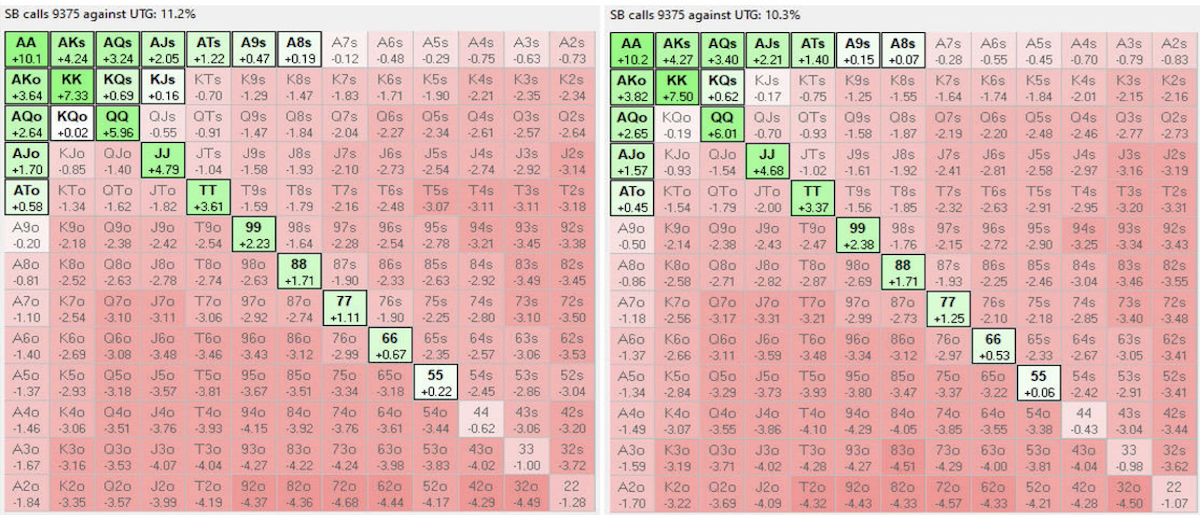 SB calls 9375 against UTG: 11.2%
AA AKs AQs AJs ATs A9s A8s A7s A6s A5s A4s A3s A2s
+10.1 +4.24 +3.24 +2.05 +1.22 +0.47 +0.19 -0.12 -0.48 -0.29 -0.75 -0.63 -0.73
AKo KK KQs KJs KTs K9s K8s K7s K6s K5s K4s K3s K2s
+3.64 +7.33 +0.69 +0.16 -0.70 -1.29 -1.47 -1.83 -1.71 -1.90 -2.21 -2.35 -2.34
AQo KQo QQ QJs QTs Q9s Q8s Q7s Q6s Q5s Q4s Q3s Q2s
+2.64 +0.02 +5.96 -0.55 -0.91 -1.47 -1.84 -2.04 -2.27 -2.34 -2.61 -2.57 -2.64
AJo KJo QJo JJ JTs J9s J8s J7s J6s J5s J4s J3s J2s
+1.70 -0.85 -1.40 +4.79 -1.04 -1.58 -1.93 -2.10 -2.73 -2.54 -2.74 -2.92 -3.14
ATo KTo QTo JTo TT T9s T8s T7s T6s T5s T4s T3s T2s
+0.58 -1.34 -1.62 -1.82 +3.61 -1.59 -1.79 -2.16 -2.48 -3.07 -3.11 -3.11 -3.18
A9o K9o Q9o J9o T9o 99 98s 97s 96s 95s 94s 93s 92s
-0.20 -2.18 -2.38 -2.42 -2.54 +2.23 -1.64 -2.28 -2.54 -2.78 -3.21 -3.45 -3.38
A8o K8o Q8o J8o T8o 98o 88 87s 86s 85s 84s 83s 82s
-0.81 -2.52 -2.63 -2.78 -2.74 -2.63 +1.71 -1.90 -2.33 -2.63 -2.92 -3.49 -3.45
A7o K7o Q7o J7o T7o 97o 87o 77 76s 75s 74s 73s 72s
-1.10 -2.54 -3.10 -3.11 -3.06 -2.92 -2.74 +1.11 -1.90 -2.25 -2.80 -3.10 -3.50
A6o K6o Q6o J6o T6o 96o 86o 76o 66 65s 64s 63s 62s
-1.40 -2.69 -3.08 -3.48 -3.46 -3.43 -3.12 -2.99 +0.67 -2.35 -2.57 -3.06 -3.53
A5o K5o Q5o J5o T5o 95o 85o 75o 65o 55 54s 53s 52s
-1.37 -2.93 -3.18 -3.57 -3.81 -3.67 -3.51 -3.34 -3.18 +0.22 -2.45 -2.86 -3.04
A4o K4o Q4o J4o T4o 94o 84o 74o 64o 54o 44 43s 42s
-1.46 -3.06 -3.51 -3.76 -3.93 -4.15 -3.92 -3.76 -3.61 -3.44 -0.62 -3.06 -3.20
A3o K3o Q3o J3o T3o 93o 83o 73o 63o 53o 43o 33 32s
-1.67 -3.16 -3.53 -4.07 -4.04 -4.27 -4.22 -4.24 -3.98 -3.83 -4.02 -1.00 -3.72
A2o K2o Q2o J2o T2o 92o 82o 72o 62o 52o 42o 32o 22
-1.84 -3.35 -3.57 -3.99 -4.19 -4.37 -4.36 -4.68 -4.44 -4.17 -4.29 -4.49 -1.28
SB calls 9375 against UTG: 10.3%
AA AKs AQs AJs ATs A9s A8s A7s A6s A5s A4s A3s A2s
+10.2 +4.27 +3.40 +2.21 +1.40 +0.15 +0.07 -0.28 -0.55 -0.45 -0.70 -0.79 -0.83
AKo KK KQs KJs KTs K9s K8s K7s K6s K5s K4s K3s K2s
+3.82 +7.50 +0.62 -0.17 -0.75 -1.25 -1.55 -1.64 -1.74 -1.84 -2.01 -2.15 -2.16
AQo KQo QQ QJs QTs Q9s Q8s Q7s Q6s Q5s Q4s Q3s Q2s
+2.65 -0.19 +6.01 -0.70 -0.93 -1.58 -1.87 -2.19 -2.20 -2.48 -2.46 -2.77 -2.73
AJo KJo QJo JJ JTs J9s J8s J7s J6s J5s J4s J3s J2s
+1.57 -0.93 -1.54 +4.68 -1.02 -1.61 -1.92 -2.41 -2.81 -2.58 -2.97 -3.16 -3.19
ATo KTo QTo JTo TT T9s T8s T7s T6s T5s T4s T3s T2s
+0.45 -1.54 -1.79 -2.00 +3.37 -1.56 -1.85 -2.32 -2.63 -2.91 -2.95 -3.20 -3.31
A9o K9o Q9o J9o T9o 99 98s 97s 96s 95s 94s 93s 92s
-0.50 -2.14 -2.38 -2.43 -2.47 +2.38 -1.76 -2.15 -2.72 -2.90 -3.25 -3.34 -3.43
A8o K8o Q8o J8o T8o 98o 88 87s 86s 85s 84s 83s 82s
-0.86 -2.58 -2.71 -2.82 -2.87 -2.69 +1.71 -1.93 -2.25 -2.46 -3.04 -3.46 -3.55
A7o K7o Q7o J7o T7o 97o 87o 77 76s 75s 74s 73s 72s
-1.18 -2.56 -3.17 -3.31 -3.21 -2.99 -2.73 +1.25 -2.10 -2.18 -2.85 -3.40 -3.48
A6o K6o Q6o J6o T6o 96o 86o 76o 66 65s 64s 63s 62s
-1.37 -2.66 -3.11 -3.59 -3.48 -3.34 -3.12 -2.97 +0.53 -2.33 -2.67 -3.05 -3.41
A5o K5o Q5o J5o T5o 95o 85o 75o 65o 55 54s 53s 52s
-1.34 -2.84 -3.29 -3.73 -3.93 -3.80 -3.47 -3.37 -3.22 +0.06 -2.42 -2.91 -3.41
A4o K4o Q4o J4o T4o 94o 84o 74o 64o 54o 44 43s 42s
-1.49 -3.07 -3.55 -3.86 -4.10 -4.29 -4.05 -3.85 -3.55 -3.38 -0.43 -3.04 -3.44
A3o K3o Q3o J3o T3o 93o 83o 73o 63o 53o 43o 33 32s
-1.59 -3.19 -3.71 -4.02 -4.28 -4.27 -4.51 -4.29 -4.00 -3.81 -4.04 -0.98 -3.62
A2o K2o Q2o J2o T2o 92o 82o 72o 62o 52o 42o 32o 22
-1.70 -3.22 -3.69 -4.09 -4.32 -4.43 -4.33 -4.57 -4.33 -4.21 -4.28 -4.50 -1.07